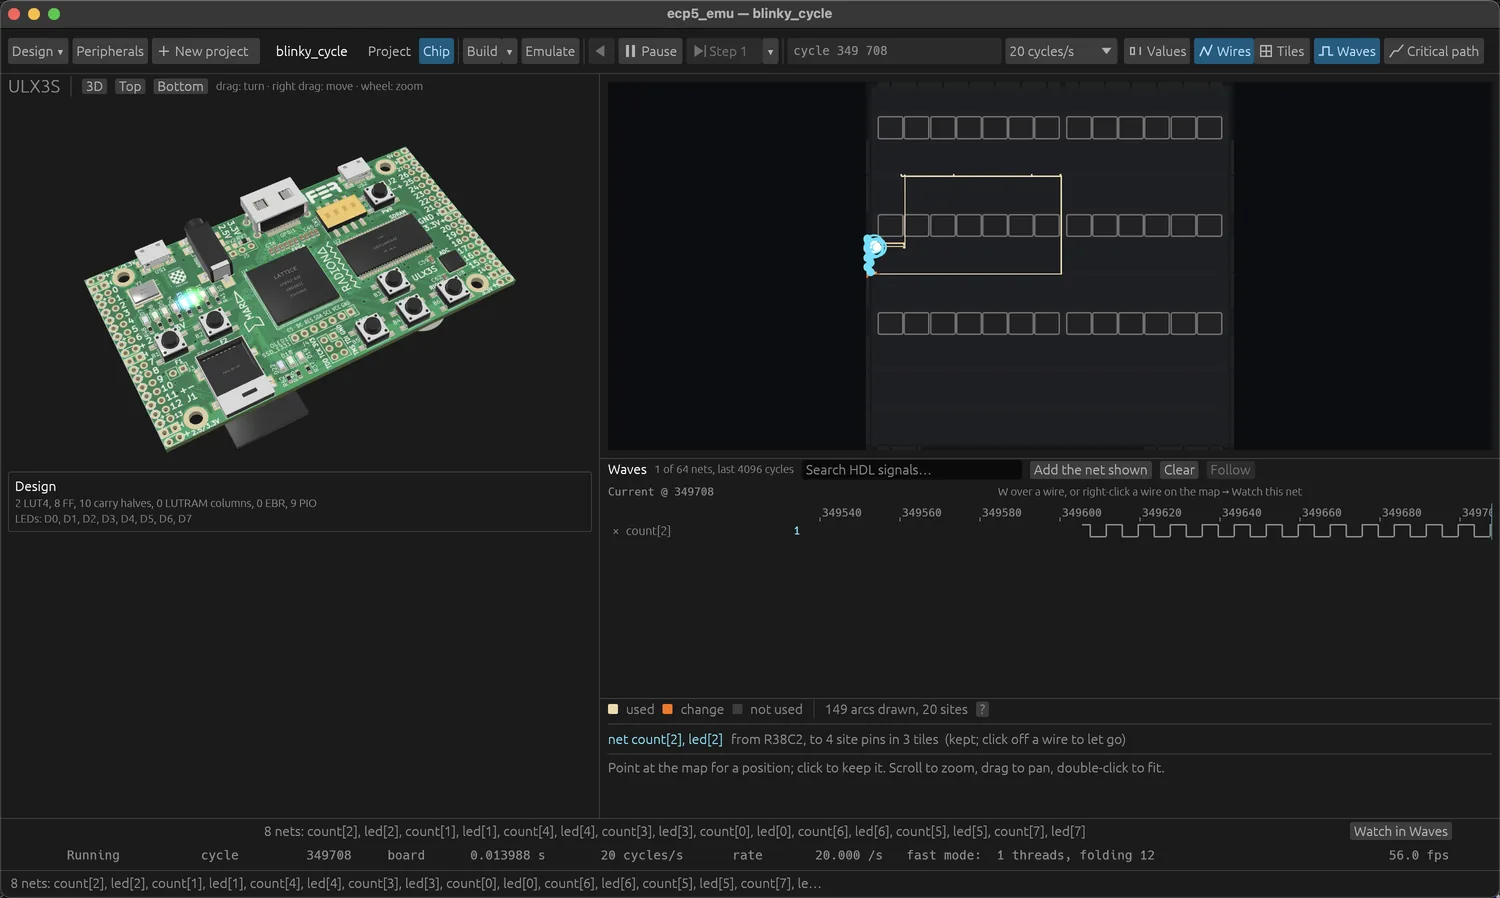 ecp5_emu — blinky_cycle
Design ▾ Peripherals + New project blinky_cycle Project Chip Build ▾ Emulate ◀ Pause Step 1 ▾ cycle 349 708 20 cycles/s ▼ Values Wires Tiles Waves Critical path
ULX3S 3D Top Bottom drag: turn · right drag: move · wheel: zoom
FER
J2
PWR
SDRAM
GND
3.3V
LATTICE
RADIONA
ULX3S
J1
Design
2 LUT4, 8 FF, 10 carry halves, 0 LUTRAM columns, 0 EBR, 9 PIO
LEDs: D0, D1, D2, D3, D4, D5, D6, D7
Waves 1 of 64 nets, last 4096 cycles Search HDL signals… Add the net shown Clear Follow
Current @ 349708 W over a wire, or right-click a wire on the map → Watch this net
349540 349560 349580 349600 349620 349640 349660 349680 3497
× count[2] 1
used change not used 149 arcs drawn, 20 sites ?
net count[2], led[2] from R38C2, to 4 site pins in 3 tiles (kept; click off a wire to let go)
Point at the map for a position; click to keep it. Scroll to zoom, drag to pan, double-click to fit.
8 nets: count[2], led[2], count[1], led[1], count[4], led[4], count[3], led[3], count[0], led[0], count[6], led[6], count[5], led[5], count[7], led[7] Watch in Waves
Running cycle 349708 board 0.013988 s 20 cycles/s rate 20.000 /s fast mode: 1 threads, folding 12 56.0 fps
8 nets: count[2], led[2], count[1], led[1], count[4], led[4], count[3], led[3], count[0], led[0], count[6], led[6], count[5], led[5], count[7], le…